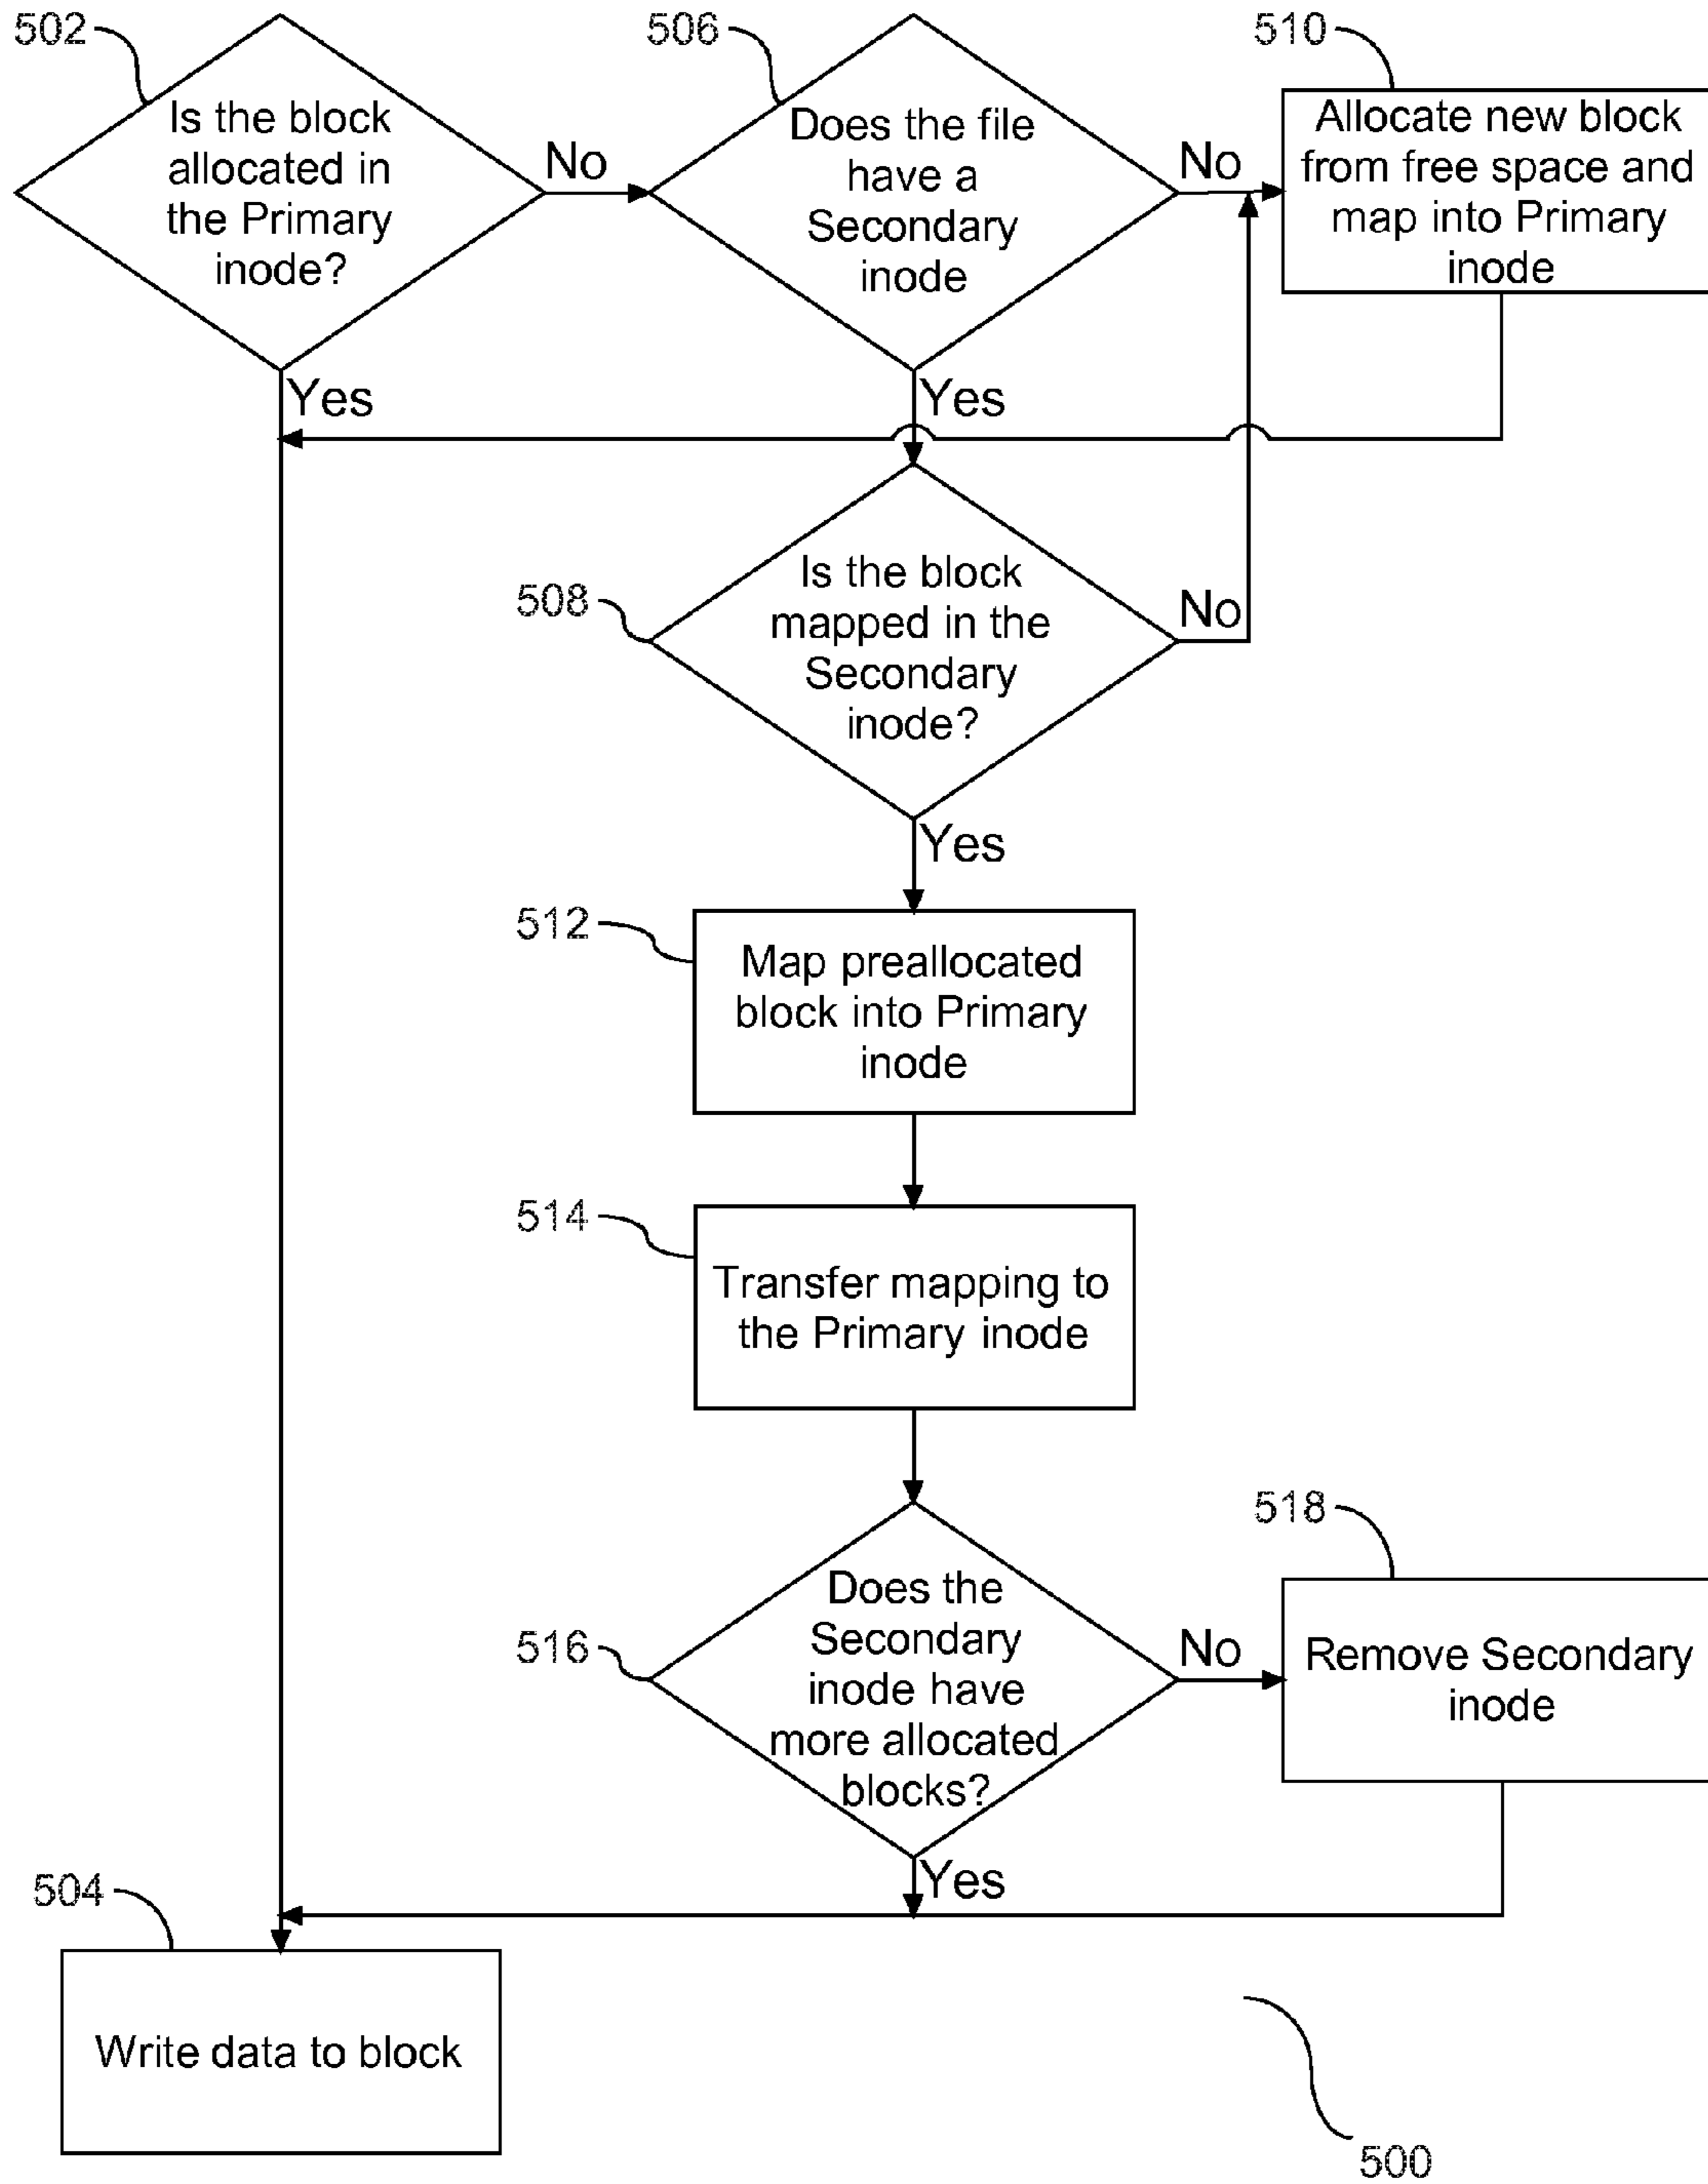 502
Is the block
allocated in
the Primary
inode?
No
Yes
506
Does the file
have a
Secondary
inode
No
Yes
510
Allocate new block
from free space and
map into Primary
inode
508
Is the block
mapped in the
Secondary
inode?
No
Yes
512
Map preallocated
block into Primary
inode
514
Transfer mapping to
the Primary inode
516
Does the
Secondary
inode have
more allocated
blocks?
No
Yes
518
Remove Secondary
inode
504
Write data to block
500